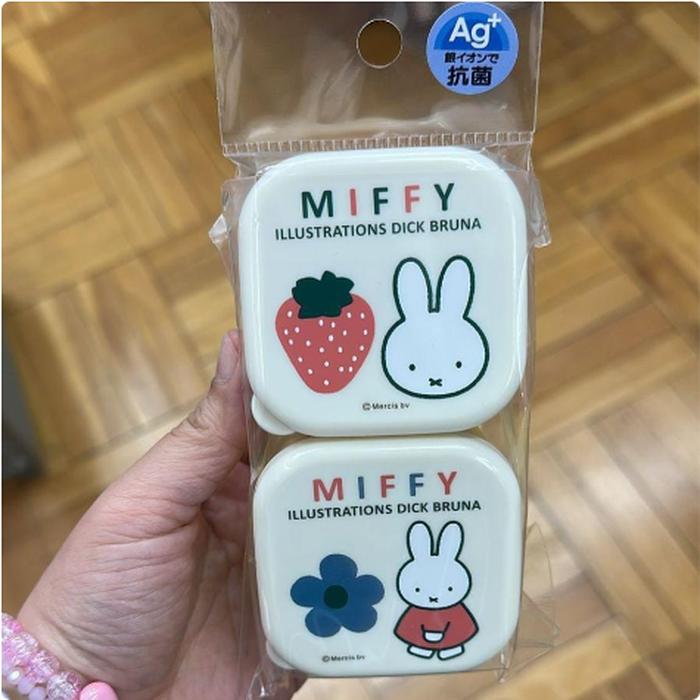 Ag+
銀イオンで
抗菌
MIFFY
ILLUSTRATIONS DICK BRUNA
©Mercis bv
MIFFY
ILLUSTRATIONS DICK BRUNA
©Mercis bv